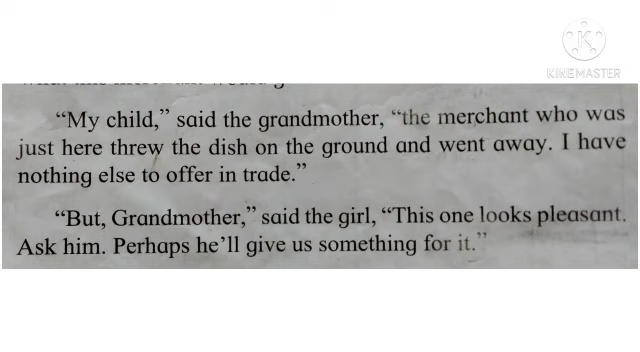 KINEMASTER
“My child,” said the grandmother, “the merchant who was
just here threw the dish on the ground and went away. I have
nothing else to offer in trade.”
“But, Grandmother,” said the girl, “This one looks pleasant.
Ask him. Perhaps he’ll give us something for it.”